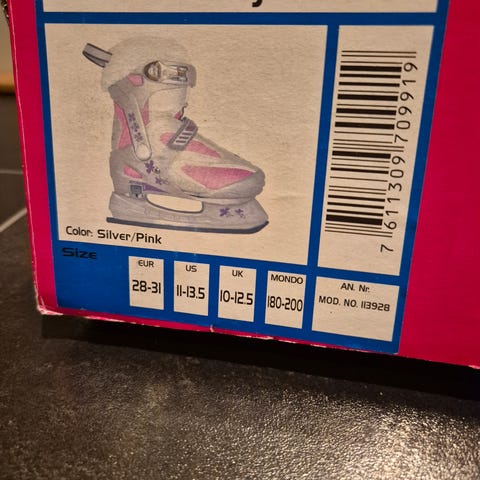 Color: Silver/Pink
Size
EUR
28-31
US
11-13.5
UK
10-12.5
MONDO
180-200
AN. Nr.
MOD. NO. 113928
7 611309 709919